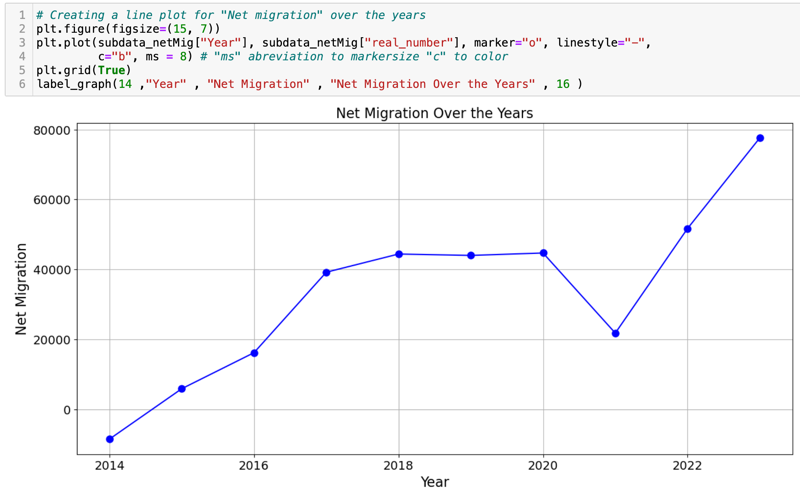 1 # Creating a line plot for "Net migration" over the years
2 plt.figure(figsize=(15, 7))
3 plt.plot(subdata_netMig["Year"], subdata_netMig["real_number"], marker="o", linestyle="-",
4 c="b", ms = 8) # "ms" abreviation to markersize "c" to color
5 plt.grid(True)
6 label_graph(14 ,"Year" , "Net Migration" , "Net Migration Over the Years" , 16 )
Net Migration Over the Years
80000
60000
40000
20000
0
Net Migration
2014 2016 2018 2020 2022
Year